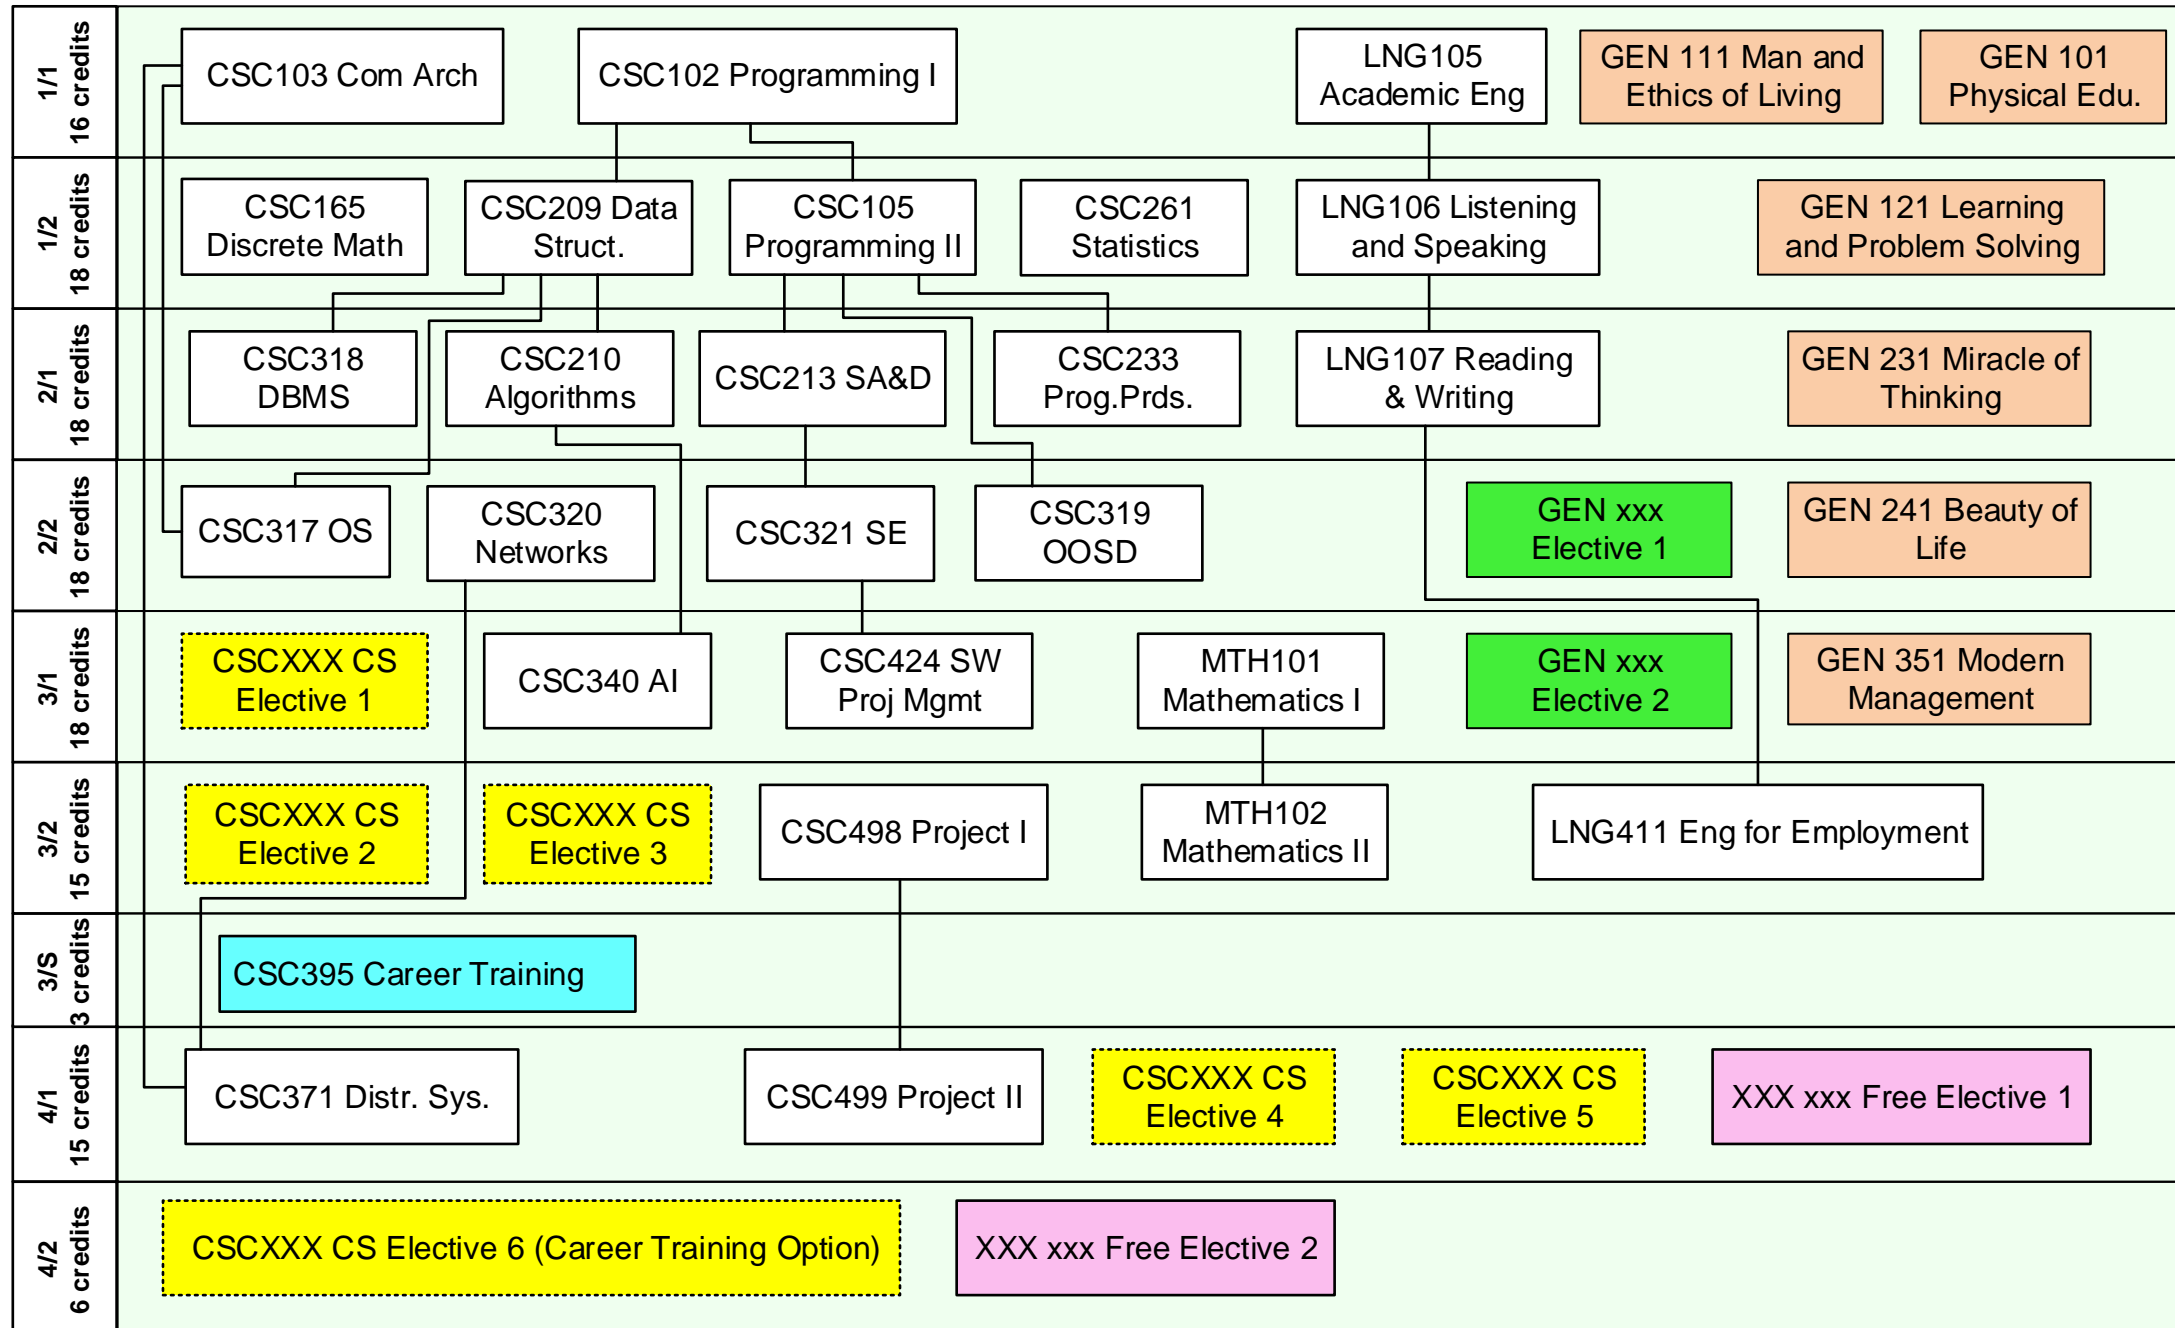 1/1
16 credits
CSC103 Com Arch
CSC102 Programming I
LNG105
Academic Eng
GEN 111 Man and
Ethics of Living
GEN 101
Physical Edu.
1/2
18 credits
CSC165
Discrete Math
CSC209 Data
Struct.
CSC105
Programming II
CSC261
Statistics
LNG106 Listening
and Speaking
GEN 121 Learning
and Problem Solving
2/1
18 credits
CSC318
DBMS
CSC210
Algorithms
CSC213 SA&D
CSC233
Prog.Prds.
LNG107 Reading
& Writing
GEN 231 Miracle of
Thinking
2/2
18 credits
CSC317 OS
CSC320
Networks
CSC321 SE
CSC319
OOSD
GEN xxx
Elective 1
GEN 241 Beauty of
Life
3/1
18 credits
CSCXXX CS
Elective 1
CSC340 AI
CSC424 SW
Proj Mgmt
MTH101
Mathematics I
GEN xxx
Elective 2
GEN 351 Modern
Management
3/2
15 credits
CSCXXX CS
Elective 2
CSCXXX CS
Elective 3
CSC498 Project I
MTH102
Mathematics II
LNG411 Eng for Employment
3/S
3 credits
CSC395 Career Training
4/1
15 credits
CSC371 Distr. Sys.
CSC499 Project II
CSCXXX CS
Elective 4
CSCXXX CS
Elective 5
XXX xxx Free Elective 1
4/2
6 credits
CSCXXX CS Elective 6 (Career Training Option)
XXX xxx Free Elective 2